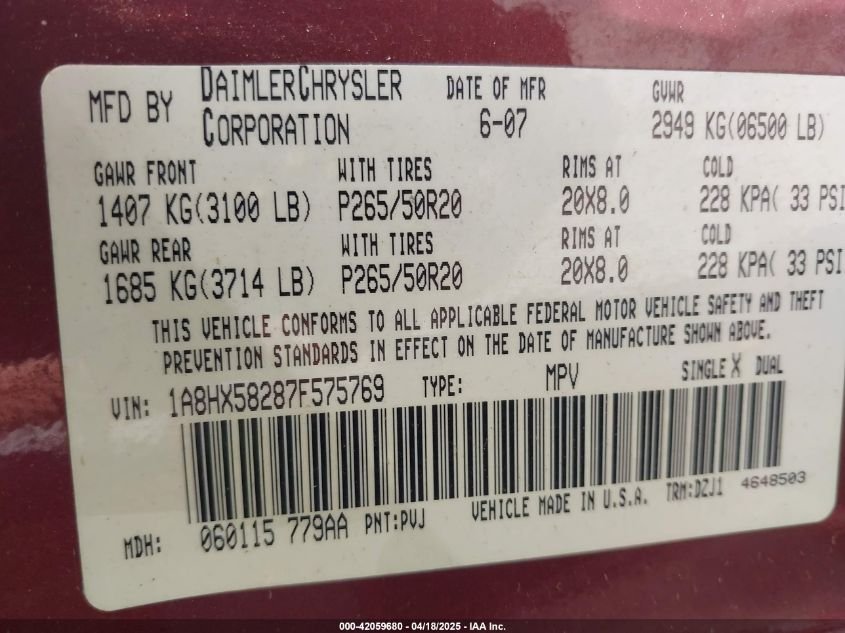 MFD BY DAIMLERCHRYSLER CORPORATION DATE OF MFR 6-07 GVWR 2949 KG(06500 LB)
GAWR FRONT WITH TIRES RIMS AT COLD
1407 KG(3100 LB) P265/50R20 20X8.0 228 KPA( 33 PSI
GAWR REAR WITH TIRES RIMS AT COLD
1685 KG(3714 LB) P265/50R20 20X8.0 228 KPA( 33 PSI
THIS VEHICLE CONFORMS TO ALL APPLICABLE FEDERAL MOTOR VEHICLE SAFETY AND THEFT
PREVENTION STANDARDS IN EFFECT ON THE DATE OF MANUFACTURE SHOWN ABOVE.
VIN: 1A8HX58287F575769 TYPE: MPV SINGLE X DUAL
MDH: 060115 779AA PNT:PVJ VEHICLE MADE IN U.S.A. TRM:DZJ1 4648503
000-42059680 - 04/18/2025 - IAA Inc.